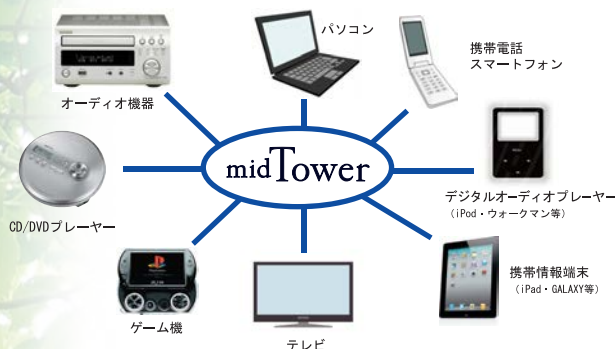 パソコン
携帯電話
スマートフォン
オーディオ機器
midTower
デジタルオーディオプレーヤー
（iPod・ウォークマン等）
CD/DVDプレーヤー
携帯情報端末
（iPad・GALAXY等）
ゲーム機
テレビ